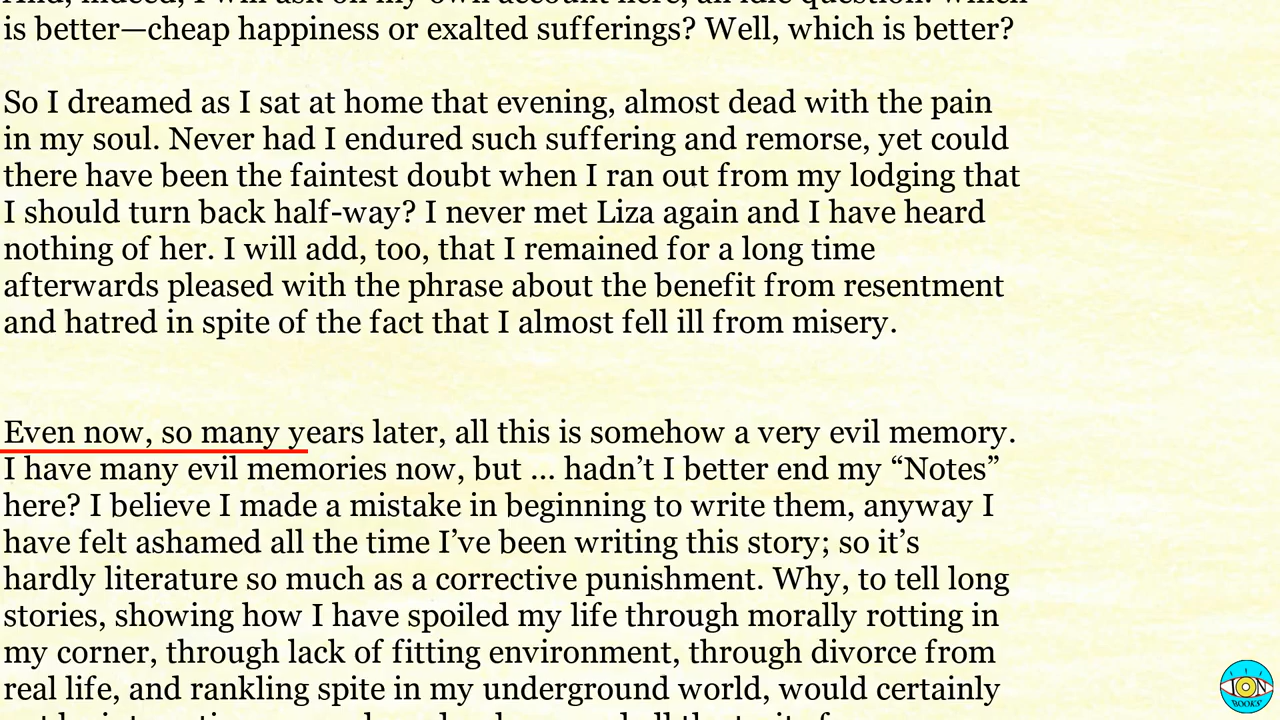 is better—cheap happiness or exalted sufferings? Well, which is better?
So I dreamed as I sat at home that evening, almost dead with the pain
in my soul. Never had I endured such suffering and remorse, yet could
there have been the faintest doubt when I ran out from my lodging that
I should turn back half-way? I never met Liza again and I have heard
nothing of her. I will add, too, that I remained for a long time
afterwards pleased with the phrase about the benefit from resentment
and hatred in spite of the fact that I almost fell ill from misery.
Even now, so many years later, all this is somehow a very evil memory.
I have many evil memories now, but ... hadn’t I better end my “Notes”
here? I believe I made a mistake in beginning to write them, anyway I
have felt ashamed all the time I’ve been writing this story; so it’s
hardly literature so much as a corrective punishment. Why, to tell long
stories, showing how I have spoiled my life through morally rotting in
my corner, through lack of fitting environment, through divorce from
real life, and rankling spite in my underground world, would certainly
ION
BOOKS